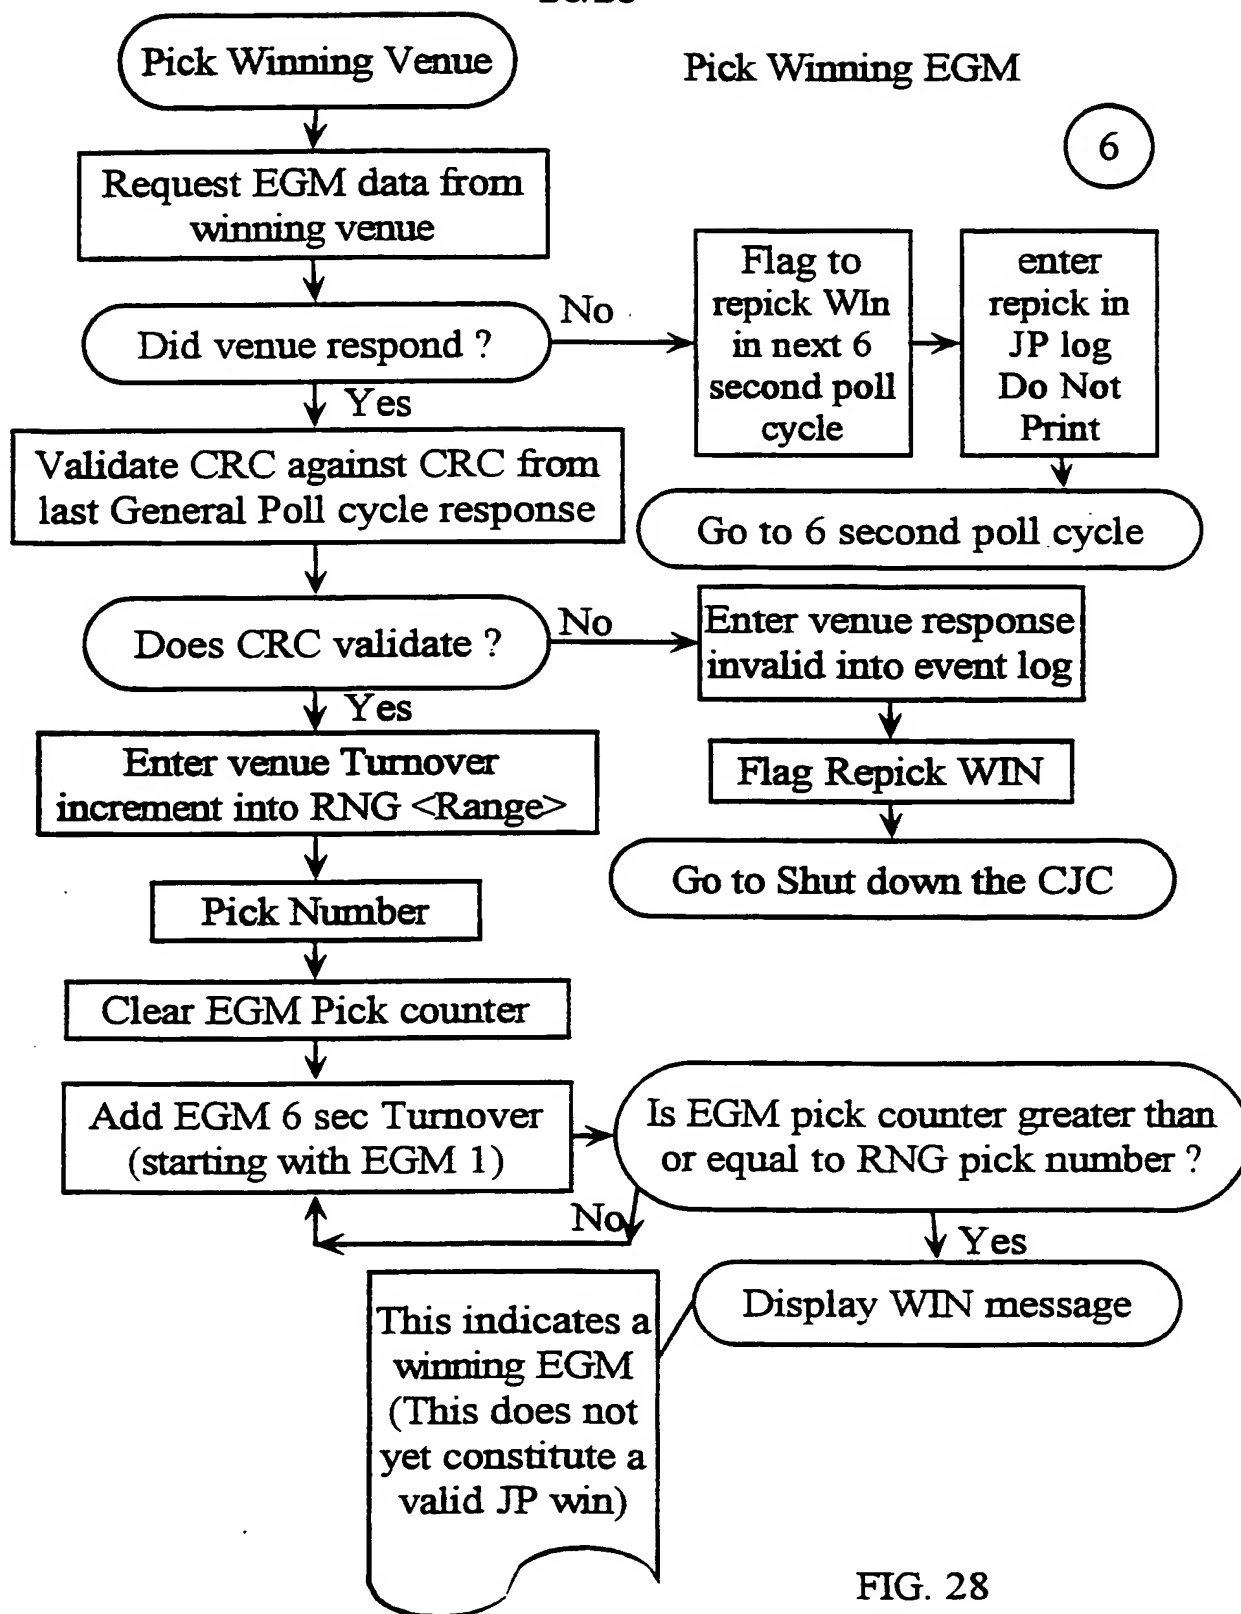 Pick Winning Venue
Pick Winning EGM
6
Request EGM data from
winning venue
Did venue respond ?
No
Flag to
repick WIn
in next 6
second poll
cycle
enter
repick in
JP log
Do Not
Print
Yes
Go to 6 second poll cycle
Validate CRC against CRC from
last General Poll cycle response
Does CRC validate ?
No
Enter venue response
invalid into event log
Yes
Flag Repick WIN
Go to Shut down the CJC
Enter venue Turnover
increment into RNG <Range>
Pick Number
Clear EGM Pick counter
Add EGM 6 sec Turnover
(starting with EGM 1)
Is EGM pick counter greater than
or equal to RNG pick number ?
No
Yes
Display WIN message
This indicates a
winning EGM
(This does not
yet constitute a
valid JP win)
FIG. 28